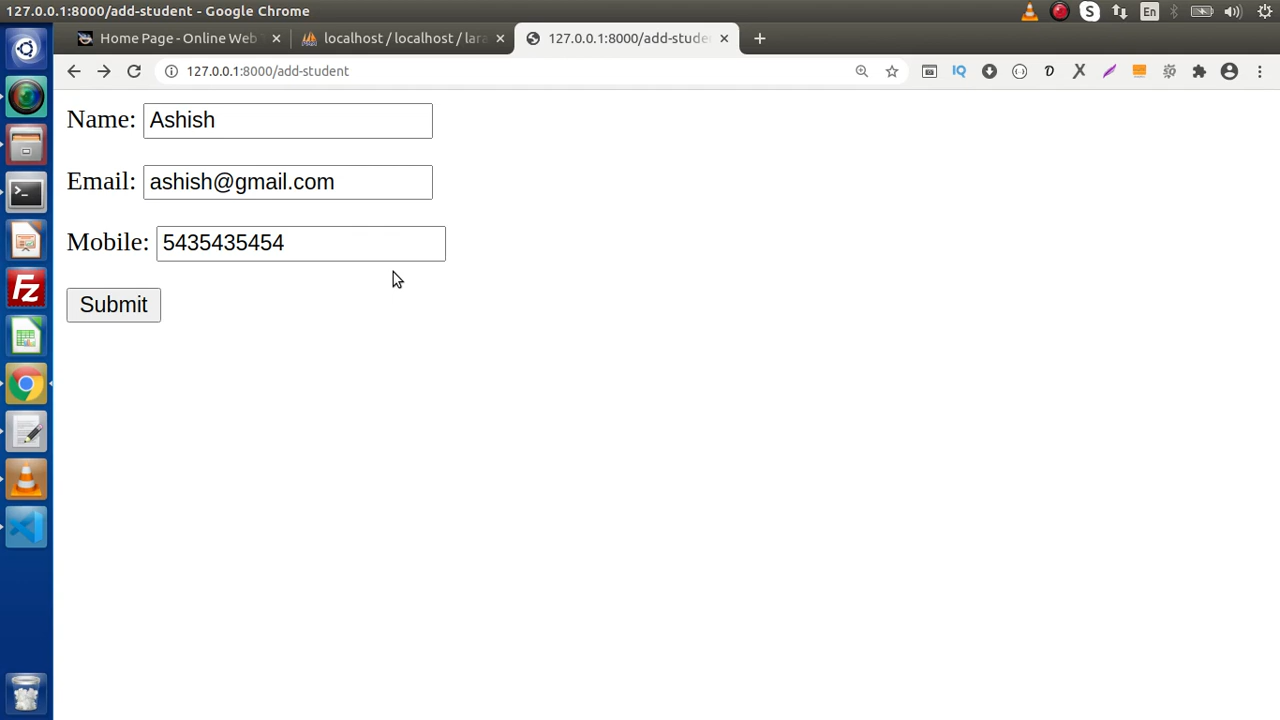 127.0.0.1:8000/add-student - Google Chrome
En
Home Page - Online Web
localhost / localhost / lara
127.0.0.1:8000/add-stude
127.0.0.1:8000/add-student
Name: Ashish
Email: ashish@gmail.com
Mobile: 5435435454
Submit